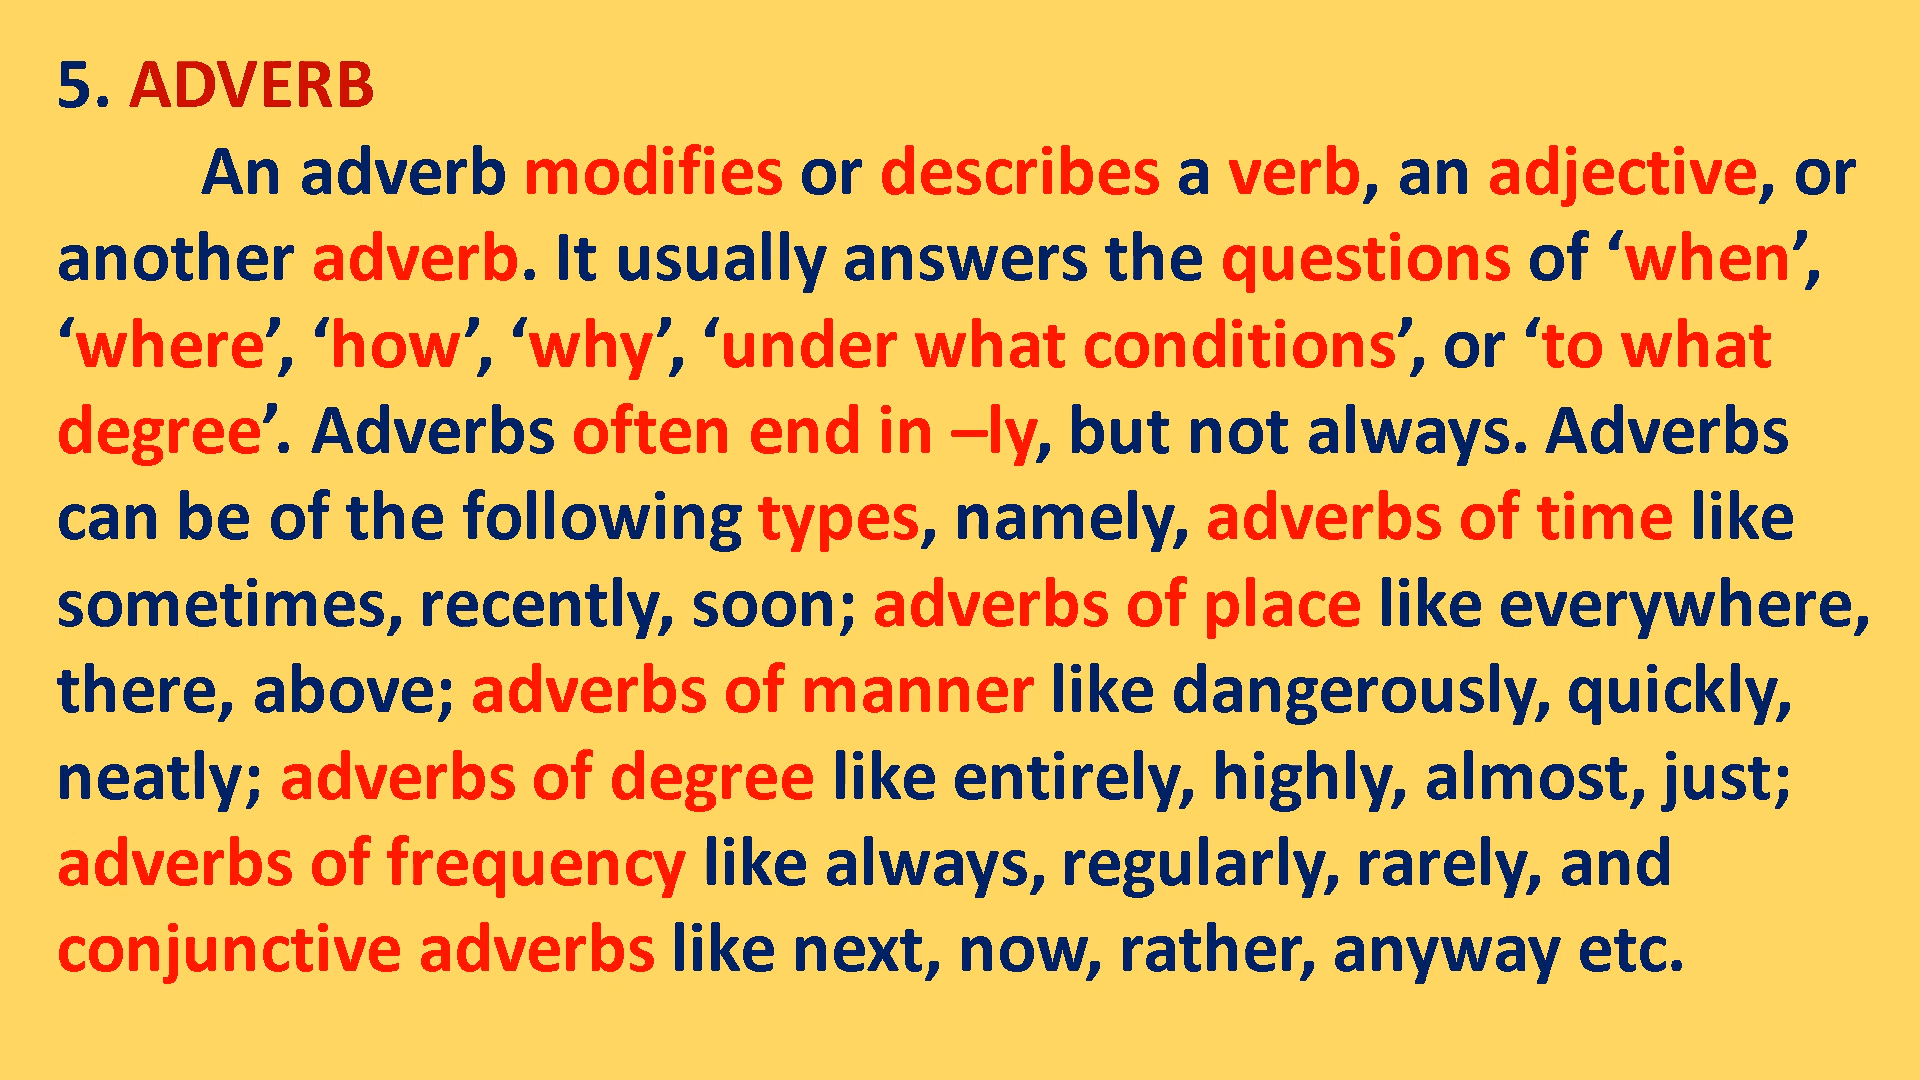 5. ADVERB
An adverb modifies or describes a verb, an adjective, or
another adverb. It usually answers the questions of ‘when’,
‘where’, ‘how’, ‘why’, ‘under what conditions’, or ‘to what
degree’. Adverbs often end in –ly, but not always. Adverbs
can be of the following types, namely, adverbs of time like
sometimes, recently, soon; adverbs of place like everywhere,
there, above; adverbs of manner like dangerously, quickly,
neatly; adverbs of degree like entirely, highly, almost, just;
adverbs of frequency like always, regularly, rarely, and
conjunctive adverbs like next, now, rather, anyway etc.